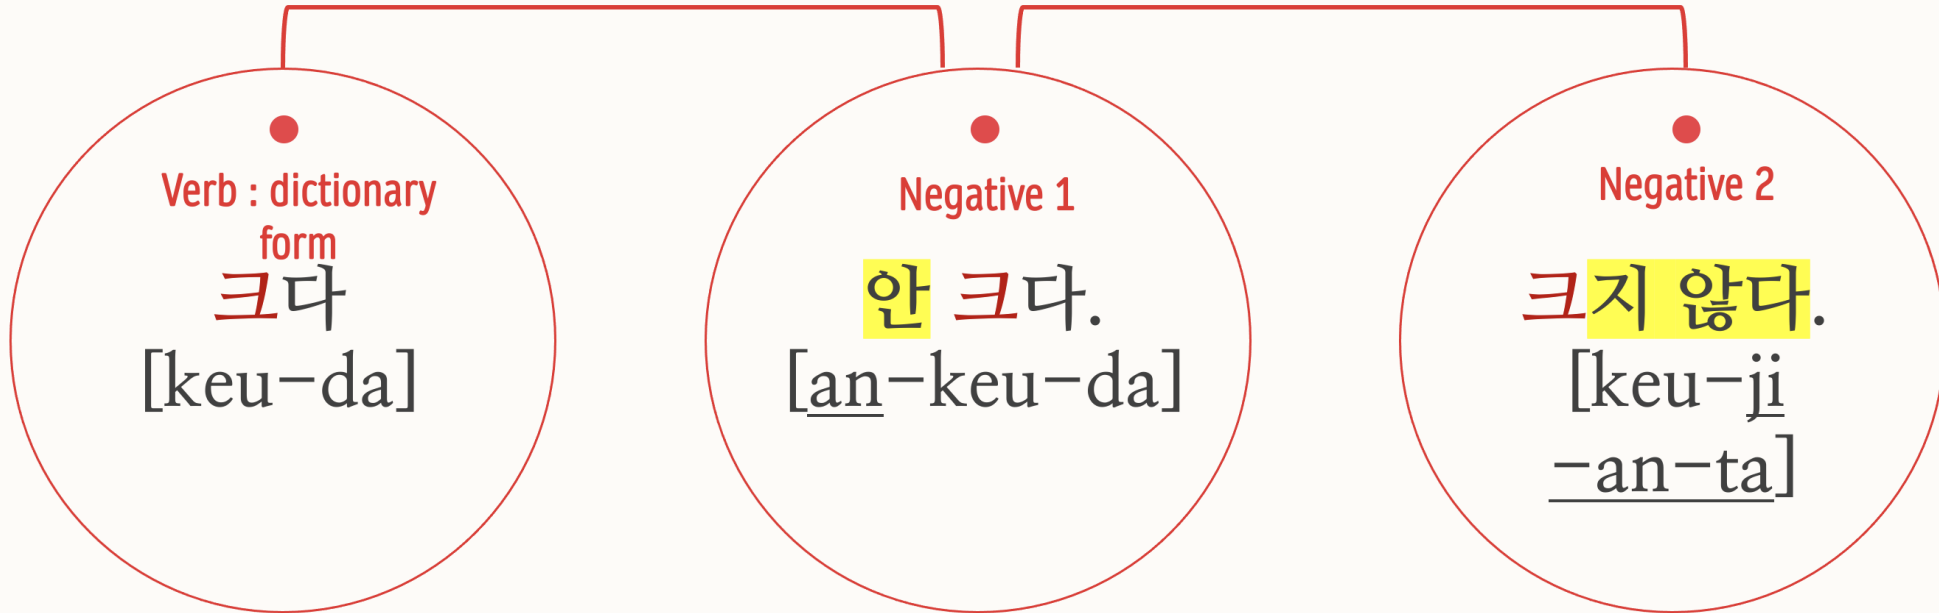 Verb : dictionary
form
크다
[keu-da]
Negative 1
안 크다.
[an-keu-da]
Negative 2
크지 않다.
[keu-ji
-an-ta]